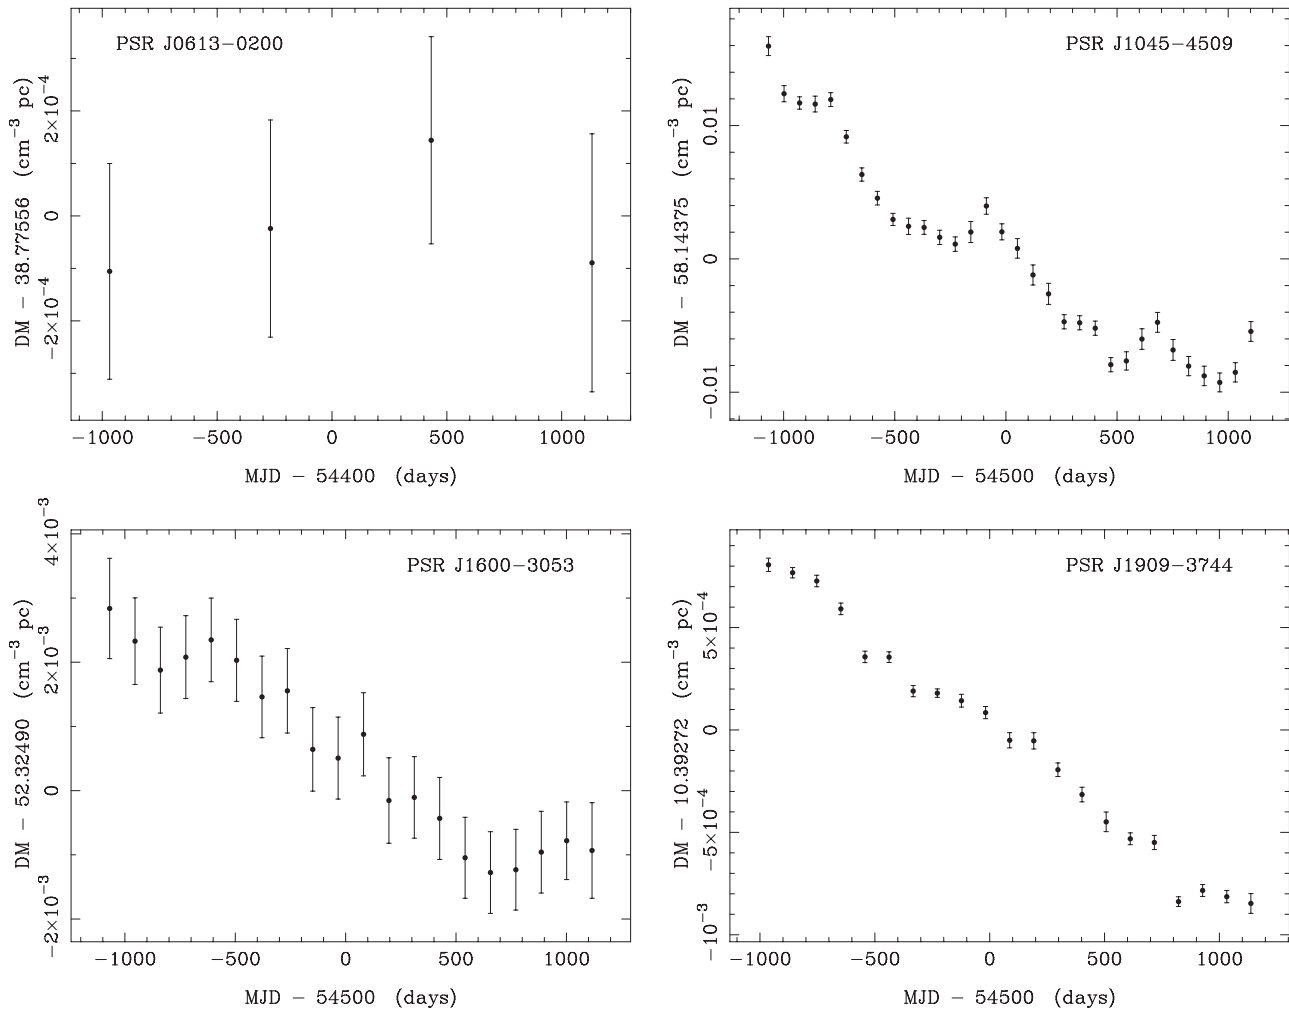 PSR J0613−0200
DM − 38.77556 (cm−3 pc)
2×10−4
0
−2×10−4
−1000 −500 0 500 1000
MJD − 54400 (days)
PSR J1045−4509
DM − 58.14375 (cm−3 pc)
0.01
0
−0.01
−1000 −500 0 500 1000
MJD − 54500 (days)
PSR J1600−3053
DM − 52.32490 (cm−3 pc)
4×10−3
2×10−3
0
−2×10−3
−1000 −500 0 500 1000
MJD − 54500 (days)
PSR J1909−3744
DM − 10.39272 (cm−3 pc)
5×10−4
0
−5×10−4
−10−3
−1000 −500 0 500 1000
MJD − 54500 (days)